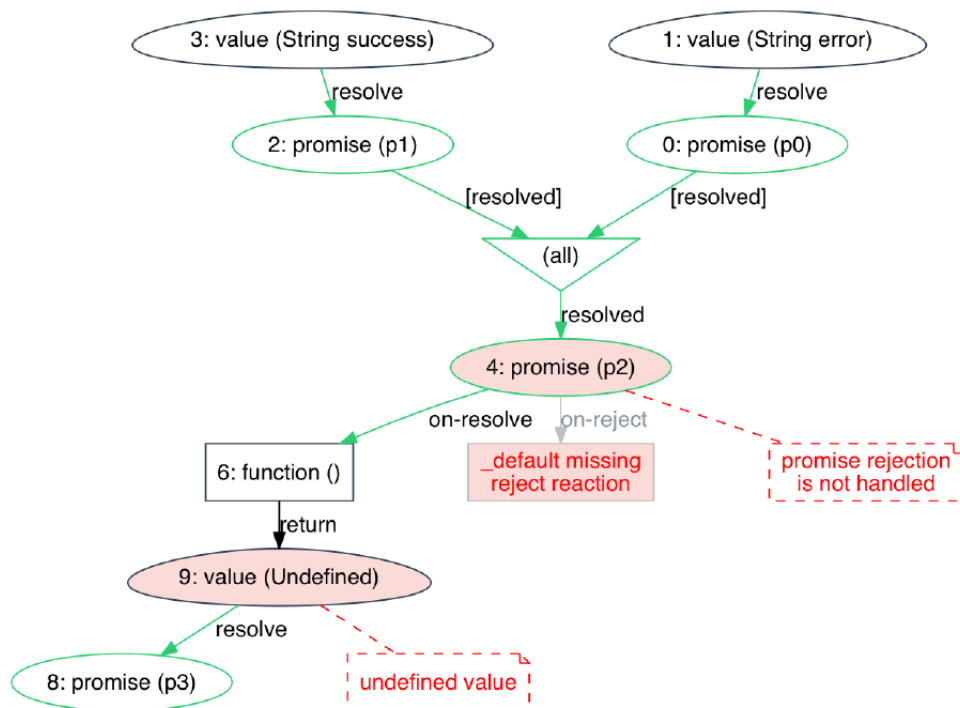 3: value (String success)
1: value (String error)
resolve
resolve
2: promise (p1)
0: promise (p0)
[resolved]
[resolved]
(all)
resolved
4: promise (p2)
on-resolve
on-reject
6: function ()
_default missing
reject reaction
promise rejection
is not handled
return
9: value (Undefined)
resolve
8: promise (p3)
undefined value